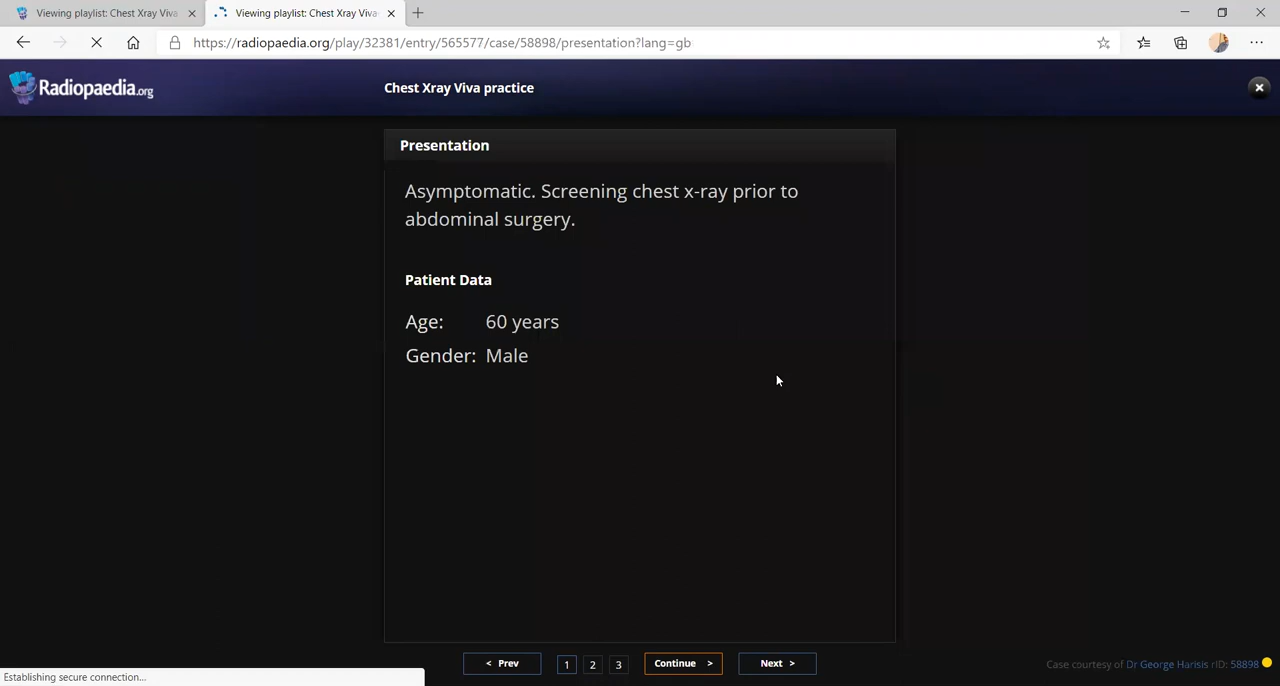 Viewing playlist: Chest Xray Viva
Viewing playlist: Chest Xray Viva
https://radiopaedia.org/play/32381/entry/565577/case/58898/presentation?lang=gb
Radiopaedia.org
Chest Xray Viva practice
Presentation
Asymptomatic. Screening chest x-ray prior to
abdominal surgery.
Patient Data
Age: 60 years
Gender: Male
< Prev 1 2 3 Continue > Next >
Case courtesy of Dr George Harisis rID: 58898
Establishing secure connection...